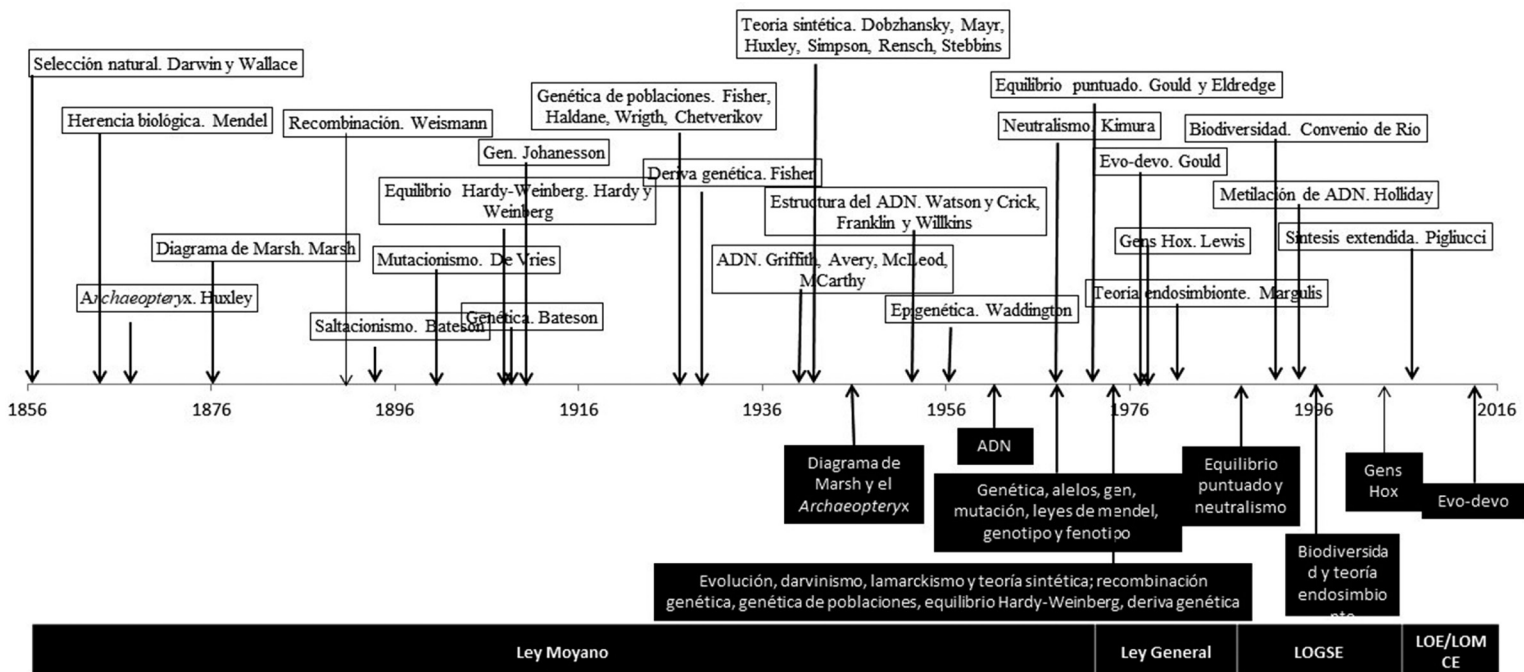 Teoría sintética. Dobzhansky, Mayr,
Huxley, Simpson, Rensch, Stebbins
Selección natural. Darwin y Wallace
Equilibrio puntuado. Gould y Eldredge
Genética de poblaciones. Fisher,
Haldane, Wrigth, Chetverikov
Herencia biológica. Mendel
Recombinación. Weismann
Neutralismo. Kimura
Biodiversidad. Convenio de Río
Gen. Johanesson
Evo-devo. Gould
Deriva genética. Fisher
Equilibrio Hardy-Weinberg. Hardy y
Weinberg
Estructura del ADN. Watson y Crick,
Franklin y Willkins
Metilación de ADN. Holliday
Diagrama de Marsh. Marsh
Mutacionismo. De Vries
ADN. Griffith, Avery, McLeod,
MCarthy
Gens Hox. Lewis
Síntesis extendida. Pigliucci
Archaeopteryx. Huxley
Teoría endosimbionte. Margulis
Saltacionismo. Bateson
Genética. Bateson
Epigenética. Waddington
1856 1876 1896 1916 1936 1956 1976 1996 2016
Diagrama de
Marsh y el
Archaeopteryx
ADN
Genética, alelos, gen,
mutación, leyes de mendel,
genotipo y fenotipo
Equilibrio
puntuado y
neutralismo
Gens
Hox
Evo-devo
Biodiversida
d y teoría
endosimbio
nte
Evolución, darvinismo, lamarckismo y teoría sintética; recombinación
genética, genética de poblaciones, equilibrio Hardy-Weinberg, deriva genética
Ley Moyano
Ley General
LOGSE
LOE/LOM
CE